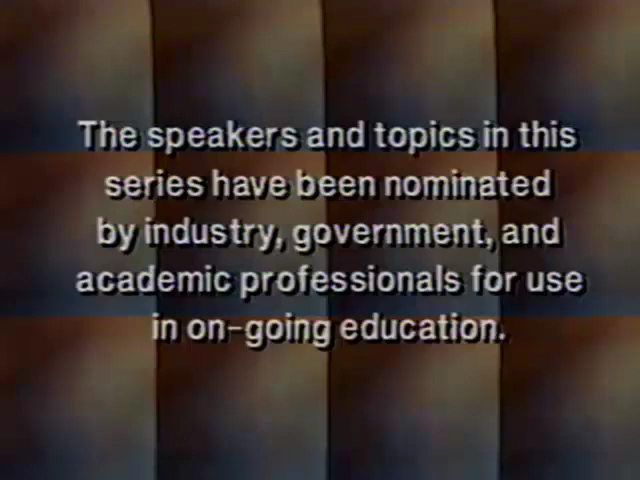 The speakers and topics in this
series have been nominated
by industry, government, and
academic professionals for use
in on-going education.